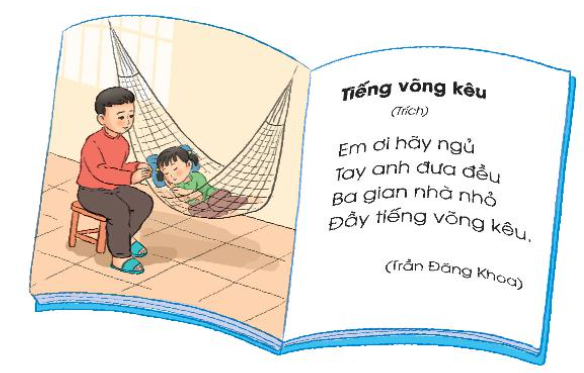 Tiếng võng kêu
(Trích)
Em ơi hãy ngủ
Tay anh đưa đều
Ba gian nhà nhỏ
Đầy tiếng võng kêu.
(Trần Đăng Khoa)